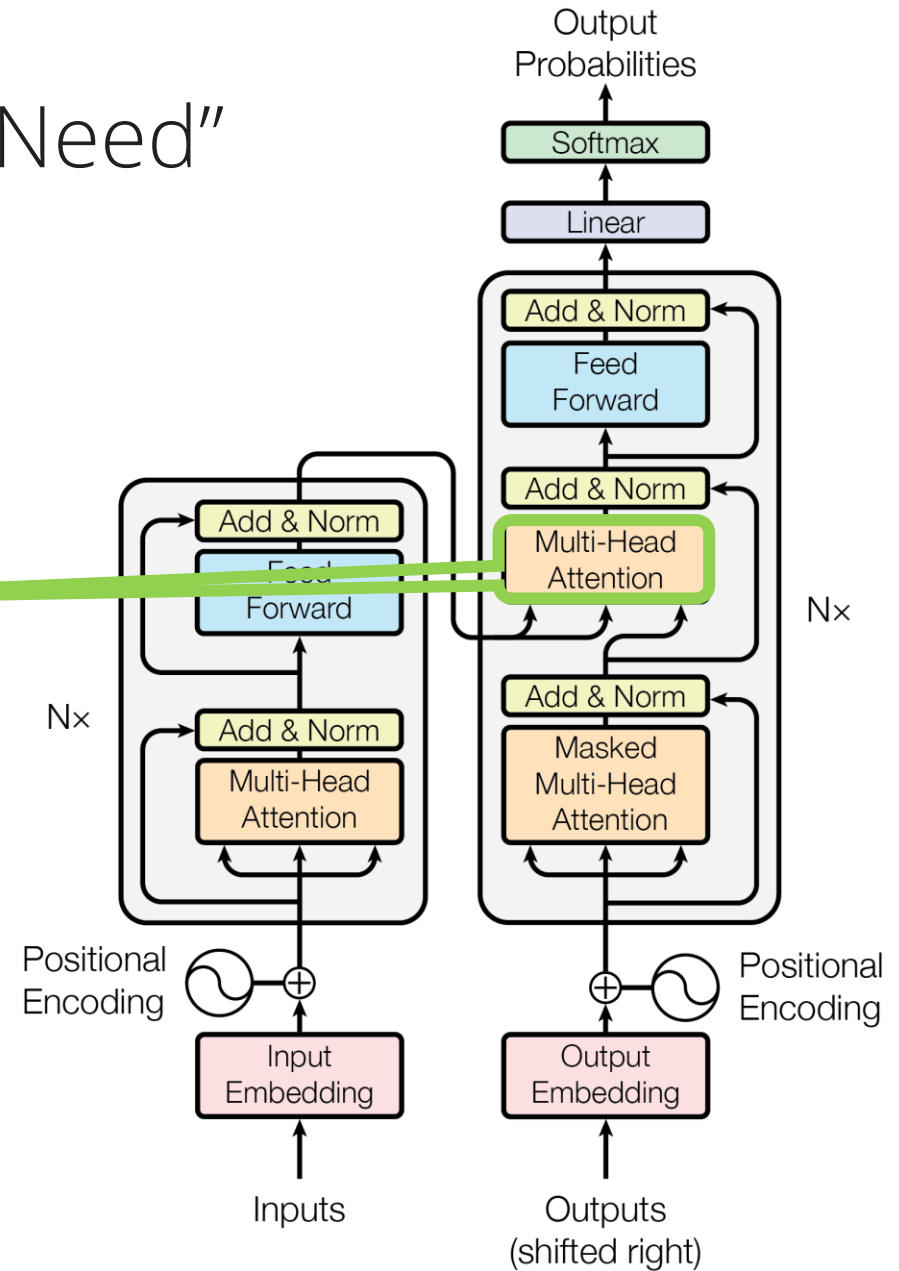 Need”
Output
Probabilities
Softmax
Linear
Add & Norm
Feed
Forward
Add & Norm
Multi-Head
Attention
Nx
Add & Norm
Masked
Multi-Head
Attention
Add & Norm
Feed
Forward
Nx
Add & Norm
Multi-Head
Attention
Positional
Encoding
Positional
Encoding
Input
Embedding
Output
Embedding
Inputs
Outputs
(shifted right)